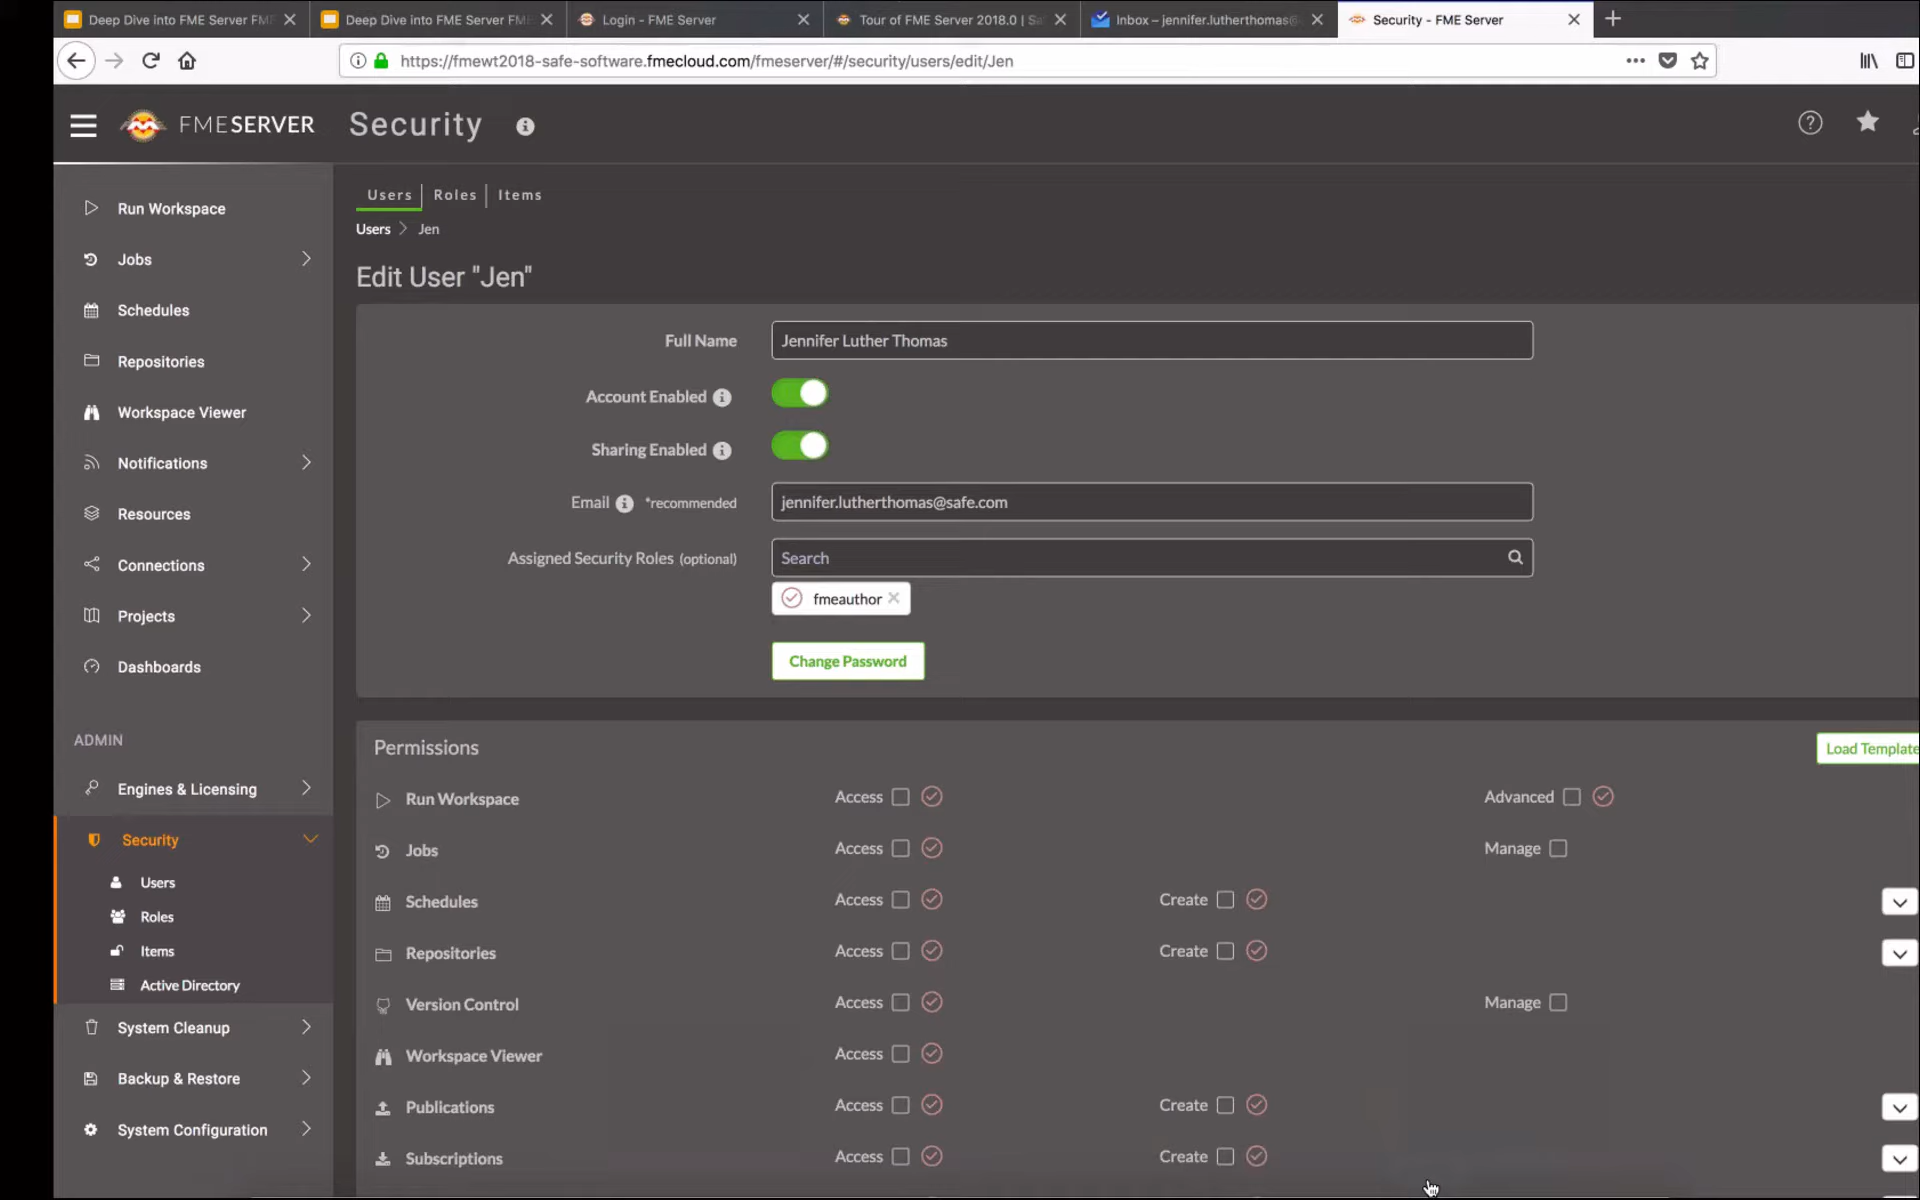 Deep Dive into FME Server FME
Deep Dive into FME Server FME
Login - FME Server
Tour of FME Server 2018.0 | Sa
Inbox – jennifer.lutherthomas@
Security - FME Server
https://fmewt2018-safe-software.fmecloud.com/fmeserver/#/security/users/edit/Jen
FMESERVER
Security
Run Workspace
Jobs
Schedules
Repositories
Workspace Viewer
Notifications
Resources
Connections
Projects
Dashboards
ADMIN
Engines & Licensing
Security
Users
Roles
Items
Active Directory
System Cleanup
Backup & Restore
System Configuration
Users | Roles | Items
Users > Jen
Edit User "Jen"
Full Name Jennifer Luther Thomas
Account Enabled
Sharing Enabled
Email *recommended jennifer.lutherthomas@safe.com
Assigned Security Roles (optional) Search
fmeauthor
Change Password
Permissions Load Template
Run Workspace Access Advanced
Jobs Access Manage
Schedules Access Create
Repositories Access Create
Version Control Access Manage
Workspace Viewer Access
Publications Access Create
Subscriptions Access Create